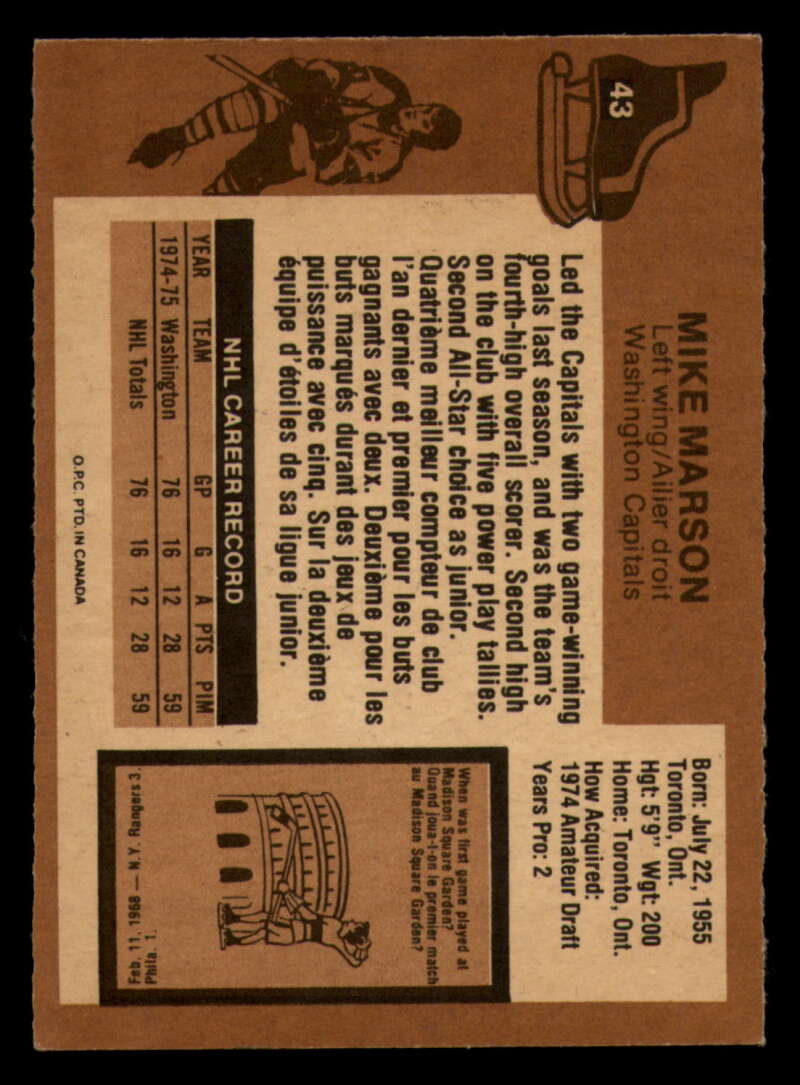 43
MIKE MARSON
Left wing/Ailier droit
Washington Capitals
Born: July 22, 1955
Toronto, Ont.
Hgt: 5'9" Wgt: 200
Home: Toronto, Ont.
How Acquired:
1974 Amateur Draft
Years Pro: 2
Led the Capitals with two game-winning
goals last season, and was the team's
fourth-high overall scorer. Second high
on the club with five power play tallies.
Second All-Star choice as junior.
Quatrième meilleur compteur de club
l'an dernier et premier pour les buts
gagnants avec deux. Deuxième pour les
buts marqués durant des jeux de
puissance avec cinq. Sur la deuxième
équipe d'étoiles de sa ligue junior.
NHL CAREER RECORD
YEAR TEAM GP G A PTS PIM
1974-75 Washington 76 16 12 28 59
NHL Totals 76 16 12 28 59
O.P.C. PTD. IN CANADA
When was first game played at
Madison Square Garden?
Quand joua-t-on le premier match
au Madison Square Garden?
Feb. 11, 1968 — N.Y. Rangers 3,
Phila. 1.